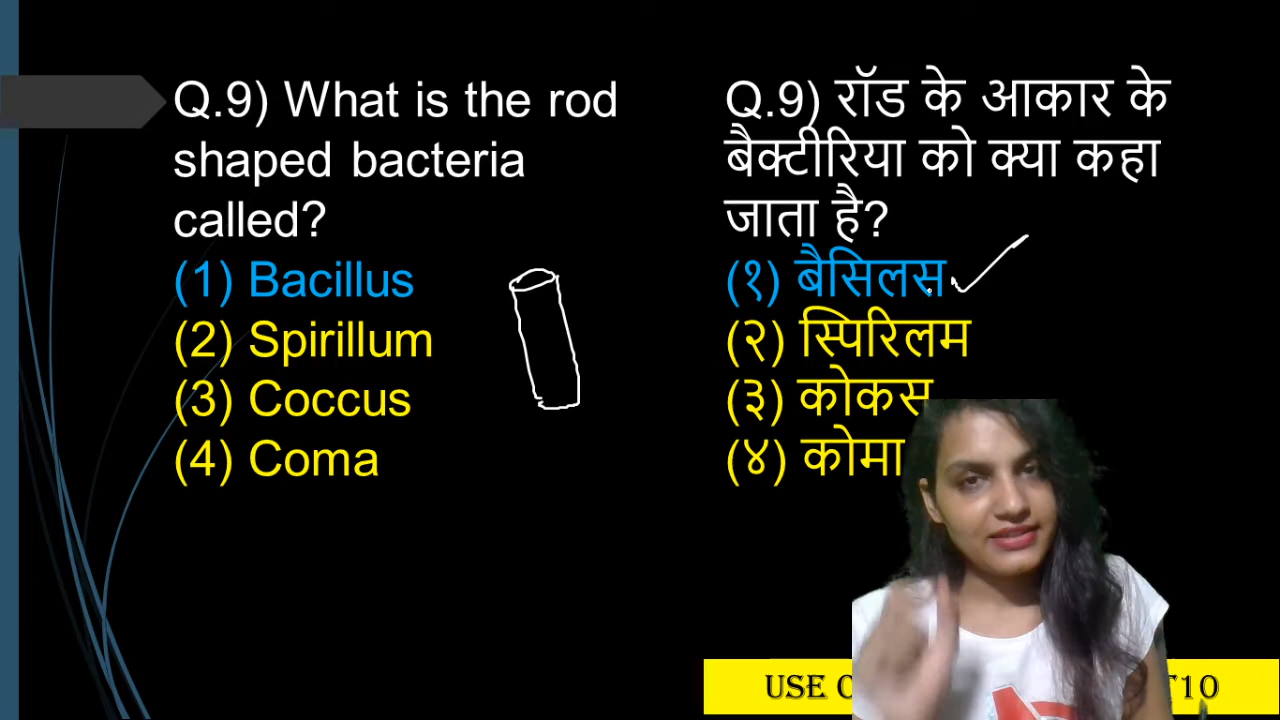 Q.9) What is the rod
shaped bacteria
called?
(1) Bacillus
(2) Spirillum
(3) Coccus
(4) Coma
Q.9) रॉड के आकार के
बैक्टीरिया को क्या कहा
जाता है?
(१) बैसिलस
(२) स्पिरिलम
(३) कोकस
(४) कोमा
USE